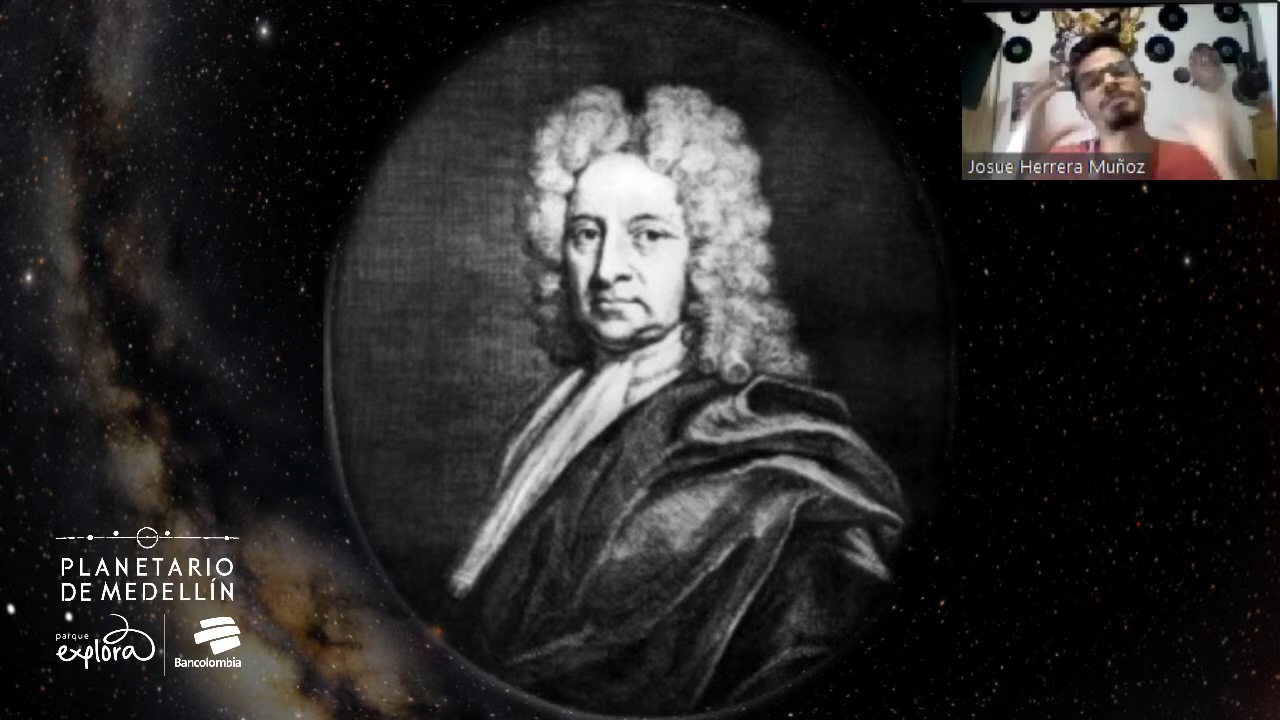 Josue Herrera Muñoz
PLANETARIO
DE MEDELLÍN
parque
explora
Bancolombia